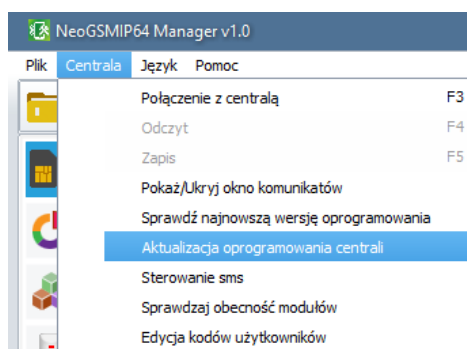 NeoGSMIP64 Manager v1.0
Plik Centrala Język Pomoc
Połączenie z centralą F3
Odczyt F4
Zapis F5
Pokaż/Ukryj okno komunikatów
Sprawdź najnowszą wersję oprogramowania
Aktualizacja oprogramowania centrali
Sterowanie sms
Sprawdzaj obecność modułów
Edycja kodów użytkowników